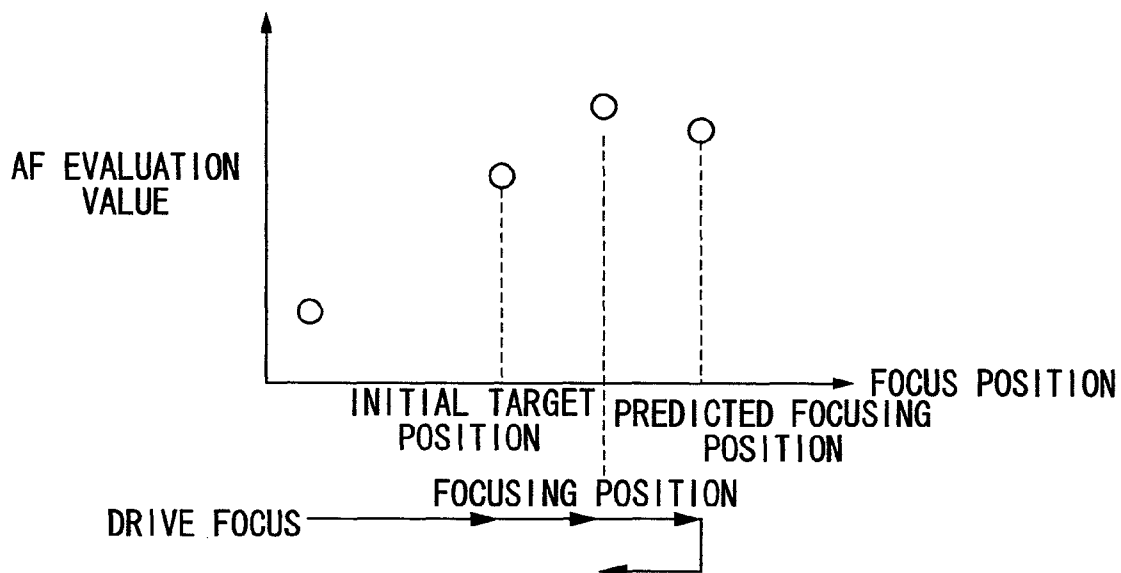 AF EVALUATION
VALUE
FOCUS POSITION
INITIAL TARGET
POSITION
PREDICTED FOCUSING
POSITION
FOCUSING POSITION
DRIVE FOCUS